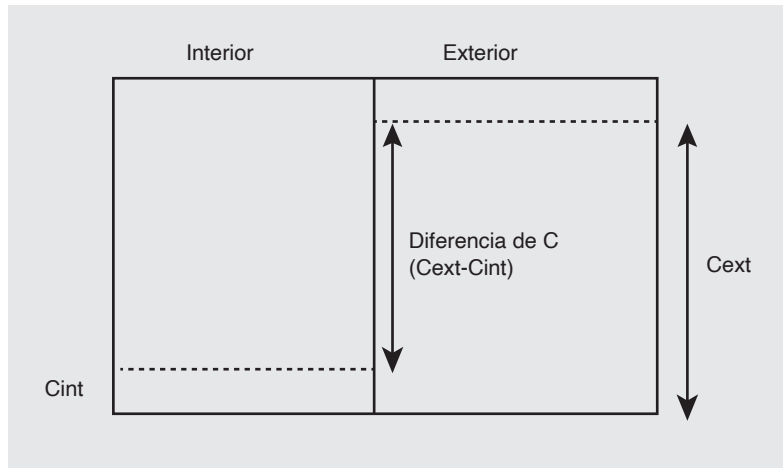 Interior
Exterior
Diferencia de C
(Cext-Cint)
Cext
Cint